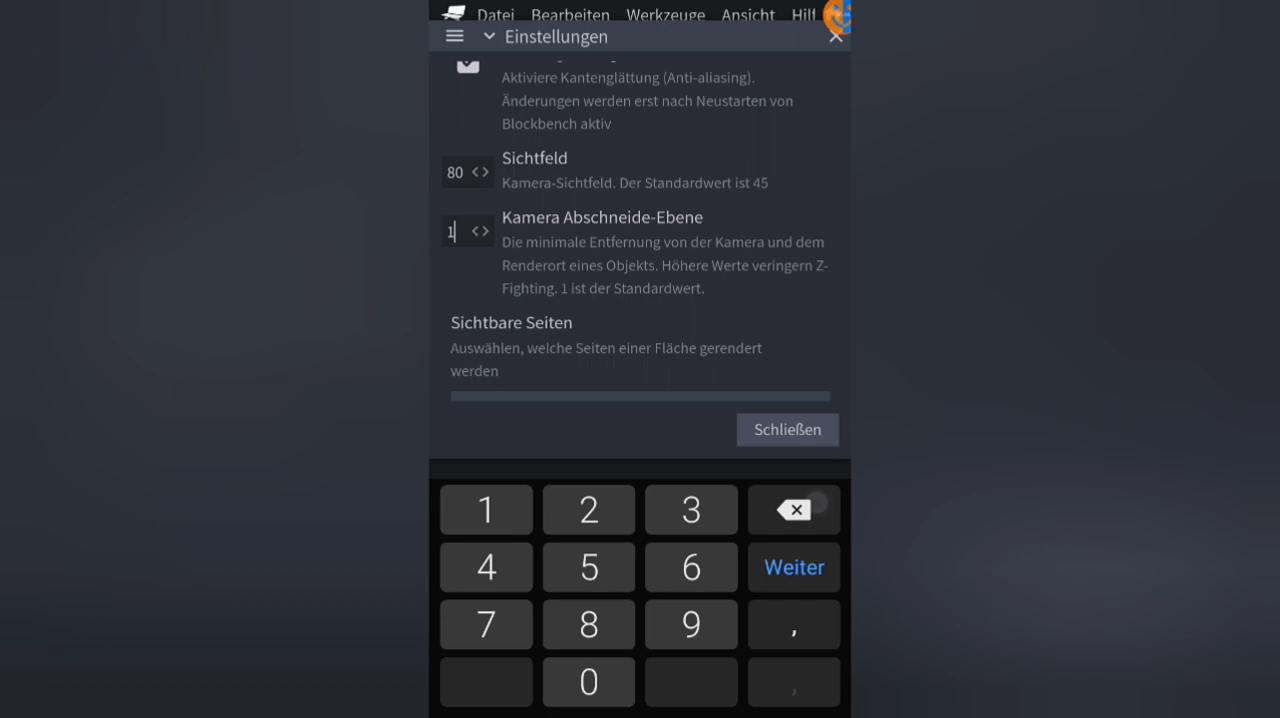 Datei Bearbeiten Werkzeuge Ansicht Hilf
Einstellungen
Aktiviere Kantenglättung (Anti-aliasing).
Änderungen werden erst nach Neustarten von
Blockbench aktiv
Sichtfeld
80
Kamera-Sichtfeld. Der Standardwert ist 45
Kamera Abschneide-Ebene
1
Die minimale Entfernung von der Kamera und dem
Renderort eines Objekts. Höhere Werte veringern Z-
Fighting. 1 ist der Standardwert.
Sichtbare Seiten
Auswählen, welche Seiten einer Fläche gerendert
werden
Schließen
1 2 3
4 5 6 Weiter
7 8 9 ,
0 ,